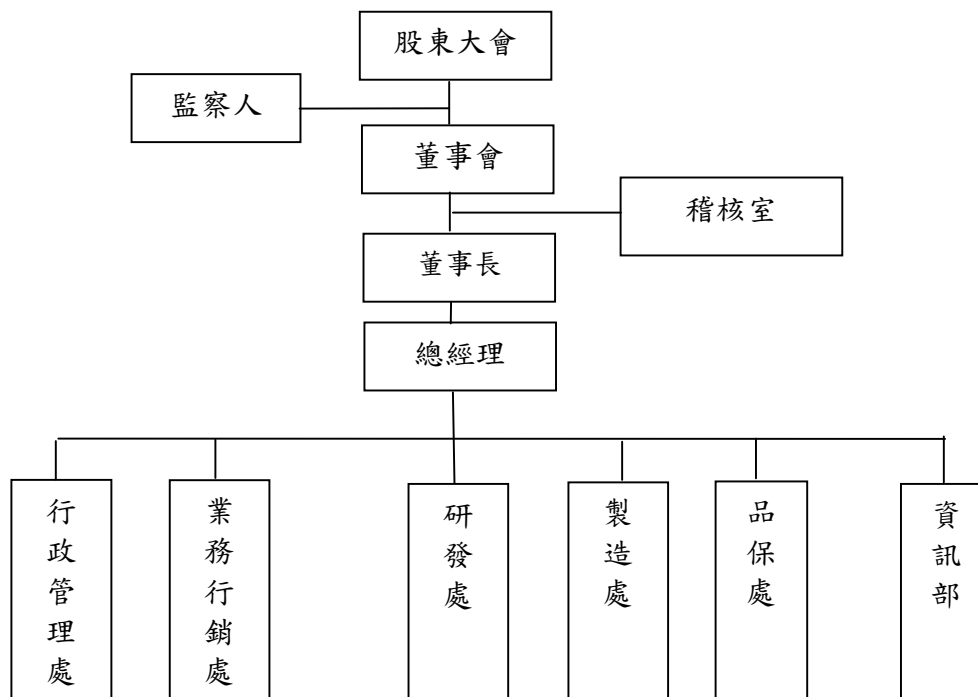 股東大會
監察人
董事會
稽核室
董事長
總經理
行政管理處
業務行銷處
研發處
製造處
品保處
資訊部